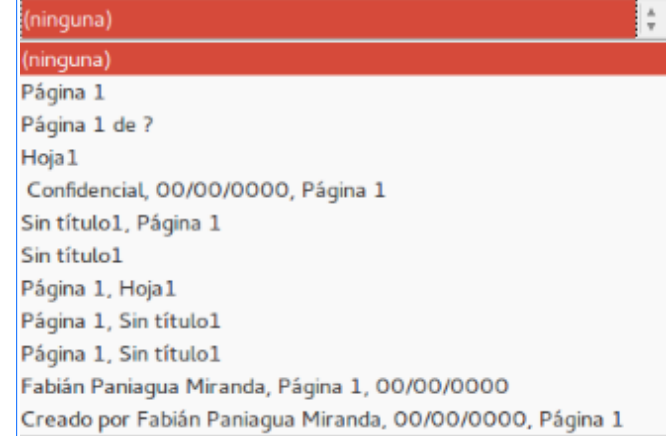 (ninguna)
(ninguna)
Página 1
Página 1 de ?
Hoja1
Confidencial, 00/00/0000, Página 1
Sin título1, Página 1
Sin título1
Página 1, Hoja1
Página 1, Sin título1
Página 1, Sin título1
Fabián Paniagua Miranda, Página 1, 00/00/0000
Creado por Fabián Paniagua Miranda, 00/00/0000, Página 1